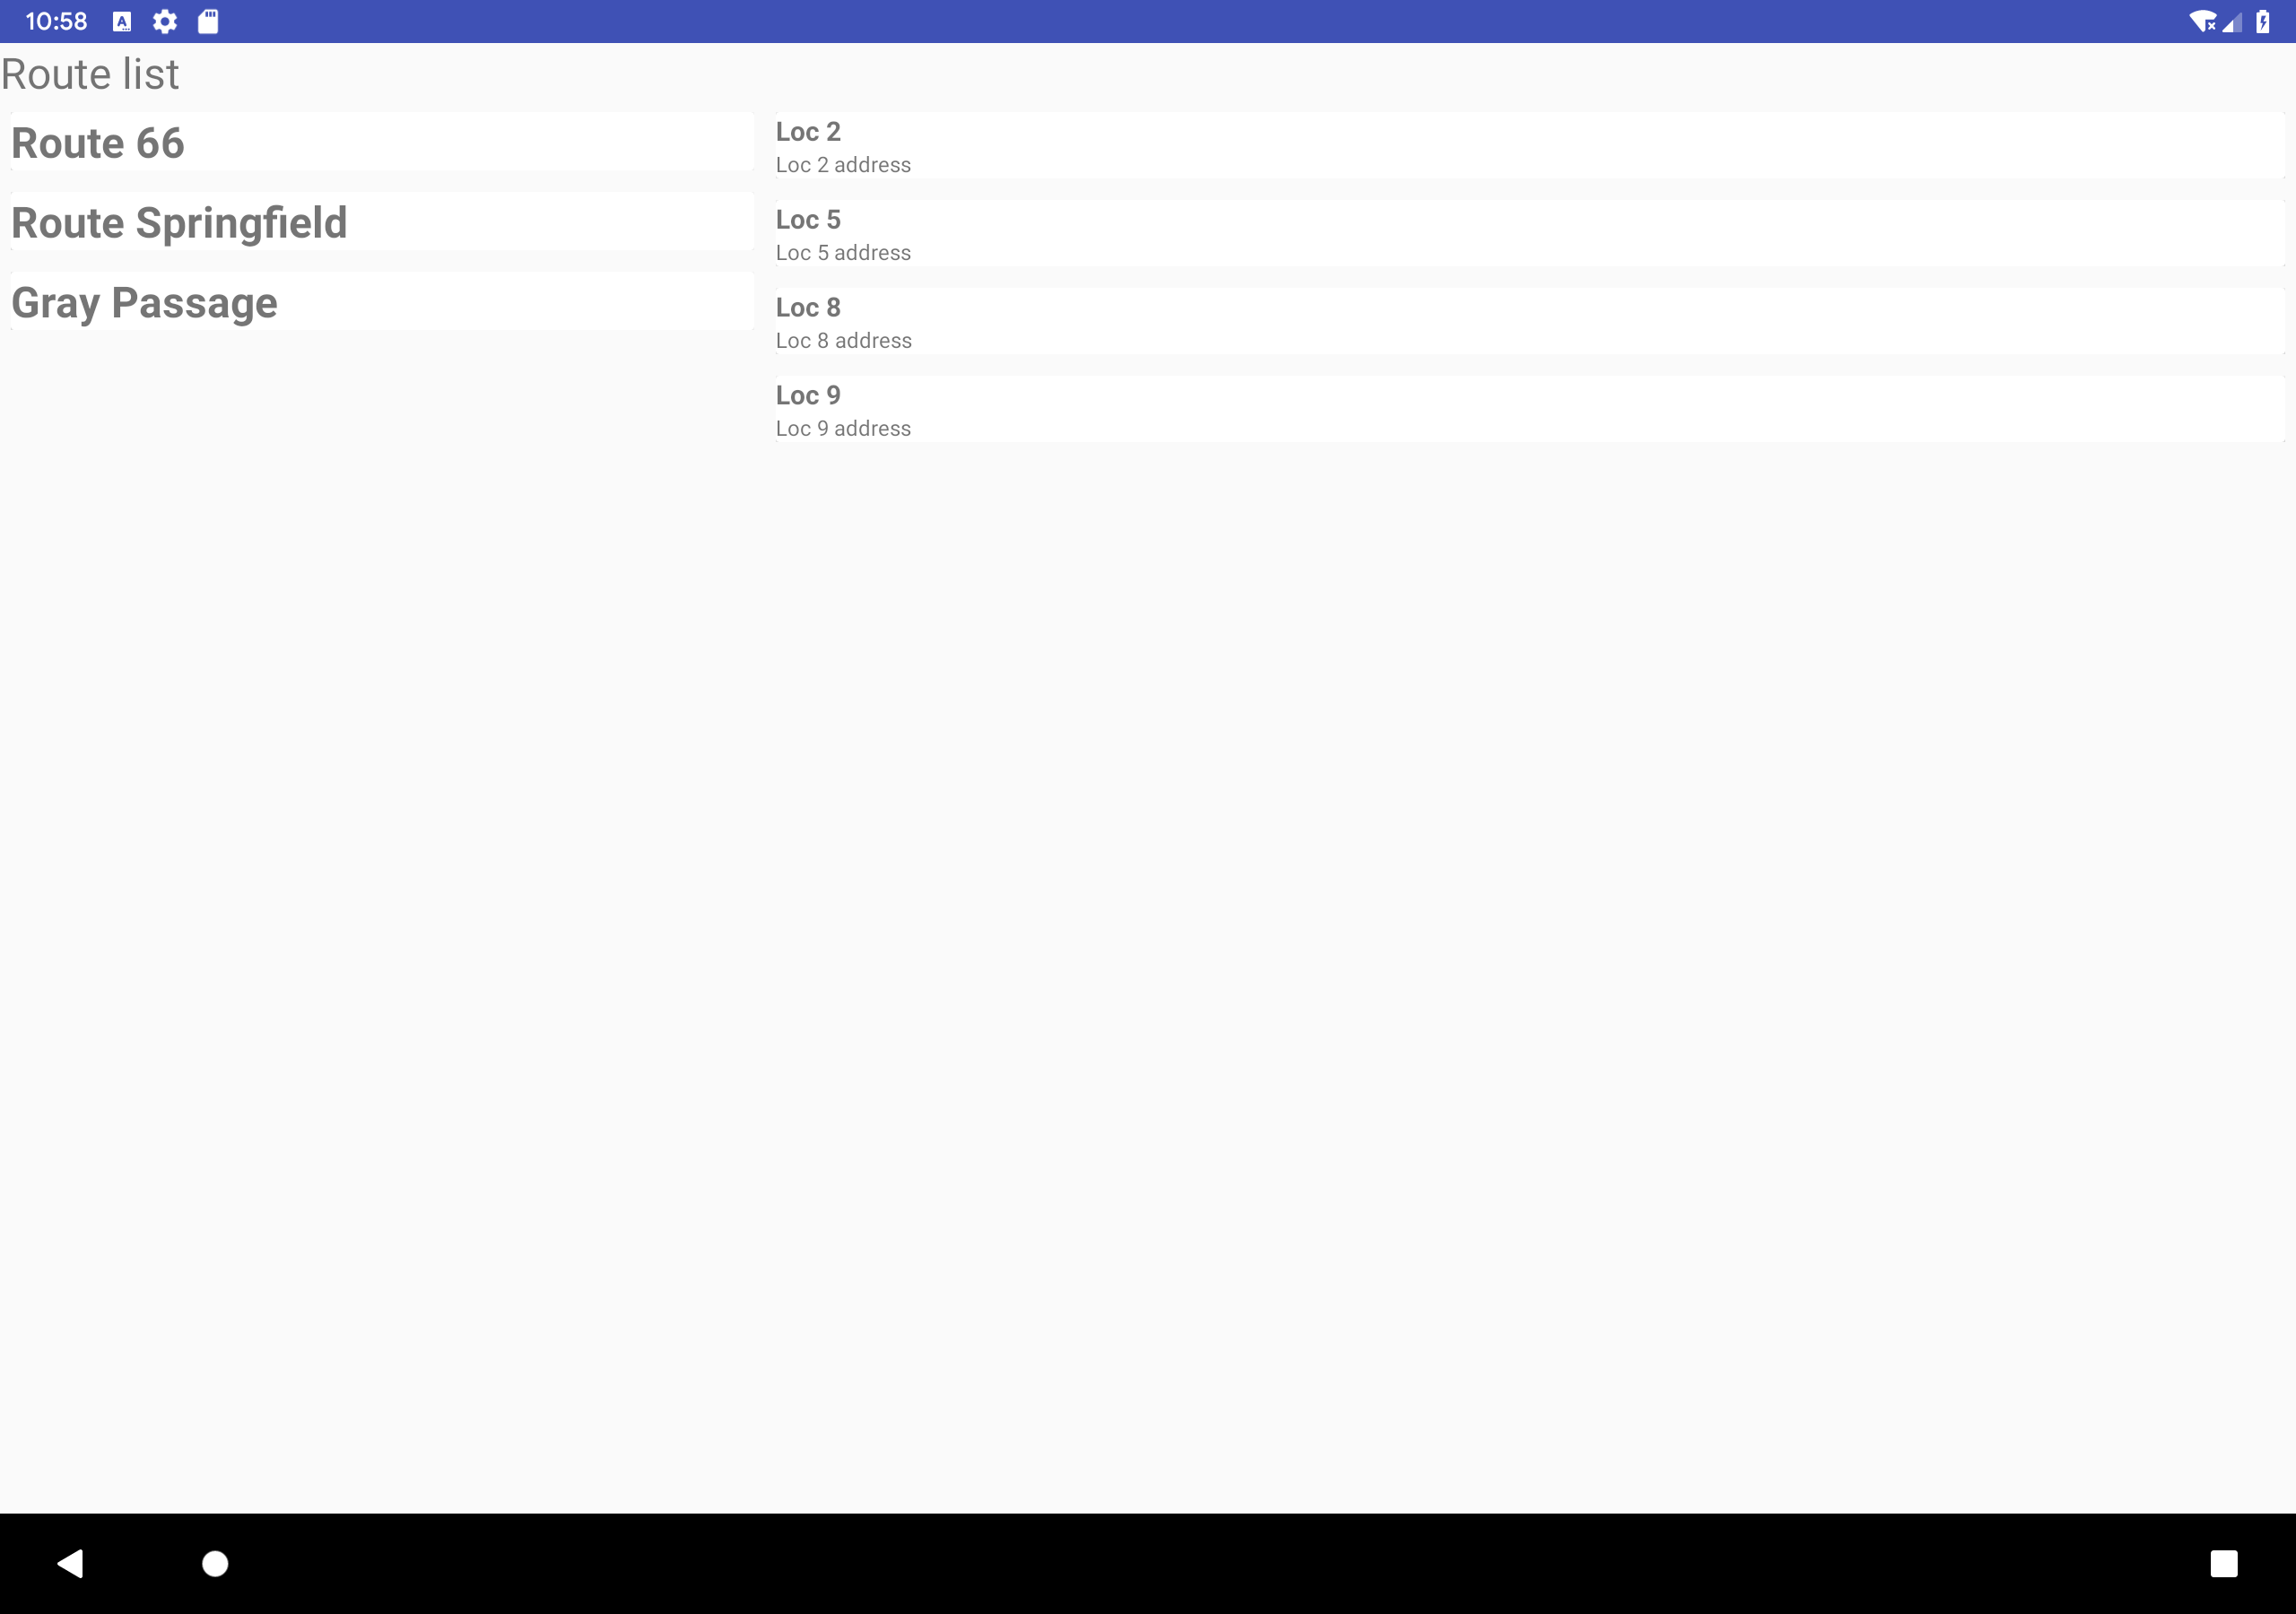 10:58
Route list
Route 66
Route Springfield
Gray Passage
Loc 2
Loc 2 address
Loc 5
Loc 5 address
Loc 8
Loc 8 address
Loc 9
Loc 9 address